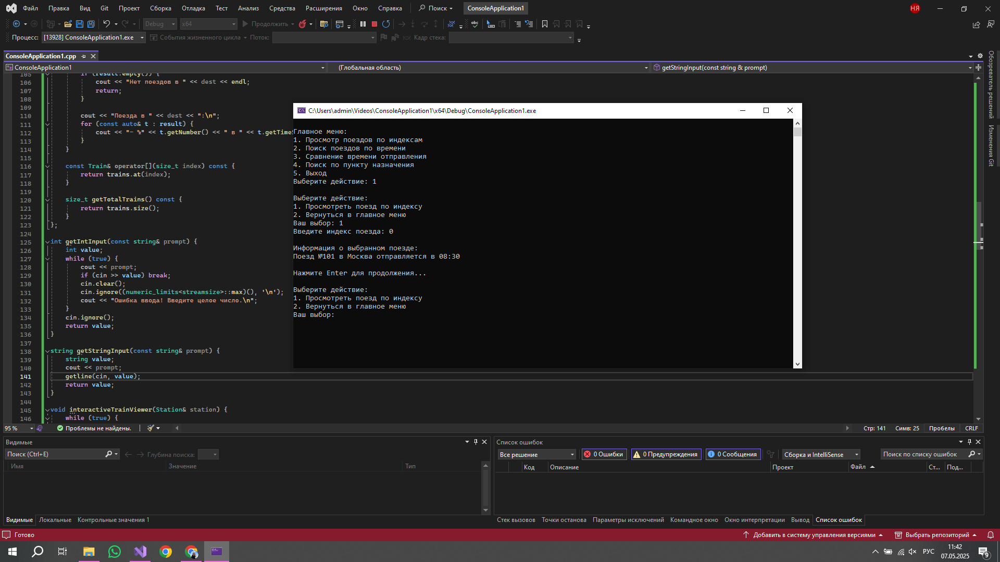 Файл Правка Вид Git Проект Сборка Отладка Тест Анализ Средства Расширения Окно Справка Поиск ConsoleApplication1 НЯ
Debug x64 Продолжить
Процесс: [13928] ConsoleApplication1.exe События жизненного цикла Поток: Кадр стека:
ConsoleApplication1.cpp
ConsoleApplication1 (Глобальная область) getStringInput(const string & prompt)
105 if (result.empty()) {
106 cout << "Нет поездов в " << dest << endl;
107 return;
108 }
109
110 cout << "Поезда в " << dest << ":\n";
111 for (const auto& t : result) {
112 cout << "- №" << t.getNumber() << " в " << t.getTimeS
113 }
114 }
115
116 const Train& operator[](size_t index) const {
117 return trains.at(index);
118 }
119
120 size_t getTotalTrains() const {
121 return trains.size();
122 }
123 };
124
125 int getIntInput(const string& prompt) {
126 int value;
127 while (true) {
128 cout << prompt;
129 if (cin >> value) break;
130 cin.clear();
131 cin.ignore((numeric_limits<streamsize>::max)(), '\n');
132 cout << "Ошибка ввода! Введите целое число.\n";
133 }
134 cin.ignore();
135 return value;
136 }
137
138 string getStringInput(const string& prompt) {
139 string value;
140 cout << prompt;
141 getline(cin, value);
142 return value;
143 }
144
145 void interactiveTrainViewer(Station& station) {
146 while (true) {
C:\Users\admin\Videos\ConsoleApplication1\x64\Debug\ConsoleApplication1.exe
Главное меню:
1. Просмотр поездов по индексам
2. Поиск поездов по времени
3. Сравнение времени отправления
4. Поиск по пункту назначения
5. Выход
Выберите действие: 1
Выберите действие:
1. Просмотреть поезд по индексу
2. Вернуться в главное меню
Ваш выбор: 1
Введите индекс поезда: 0
Информация о выбранном поезде:
Поезд №101 в Москва отправляется в 08:30
Нажмите Enter для продолжения...
Выберите действие:
1. Просмотреть поезд по индексу
2. Вернуться в главное меню
Ваш выбор:
Обозреватель решений
Изменения Git
95 % Проблемы не найдены. Стр: 141 Симв: 25 Пробелы CRLF
Видимые
Поиск (Ctrl+E) Глубина поиска:
Имя Значение Тип
Видимые Локальные Контрольные значения 1
Список ошибок
Все решение 0 Ошибки 0 Предупреждения 0 Сообщения Сборка и IntelliSense Поиск по списку ошибок
Код Описание Проект Файл Ст... Под...
Стек вызовов Точки останова Параметры исключений Командное окно Окно интерпретации Вывод Список ошибок
Готово Добавить в систему управления версиями Выбрать репозиторий
РУС 11:42
07.05.2025
9